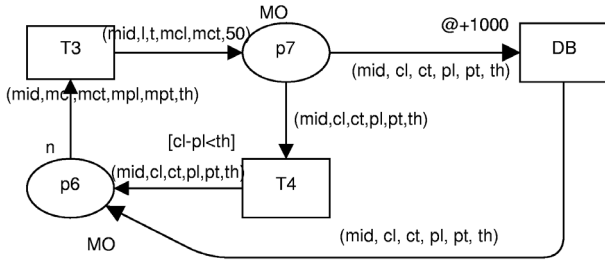 MO
@+1000
T3
(mid,l,t,mcl,mct,50)
p7
DB
(mid, cl, ct, pl, pt, th)
(mid,mcl,mct,mpl,mpt,th)
(mid,cl,ct,pl,pt,th)
[cl-pl<th]
n
(mid,cl,ct,pl,pt,th)
p6
T4
MO
(mid, cl, ct, pl, pt, th)